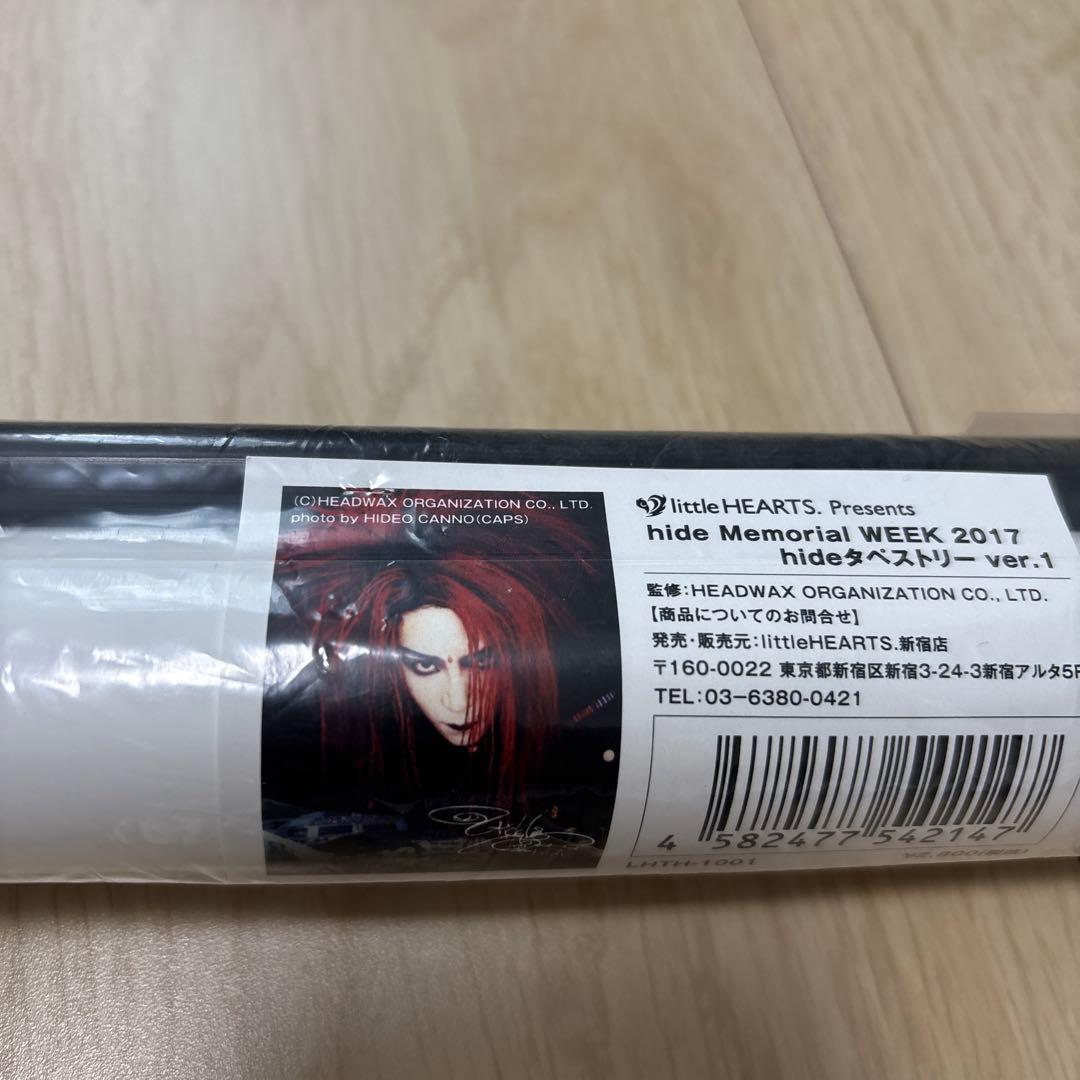 (C)HEADWAX ORGANIZATION CO., LTD.
photo by HIDEO CANNO(CAPS)
littleHEARTS. Presents
hide Memorial WEEK 2017
hideタペストリー ver.1
監修:HEADWAX ORGANIZATION CO., LTD.
【商品についてのお問合せ】
発売・販売元:littleHEARTS.新宿店
〒160-0022 東京都新宿区新宿3-24-3新宿アルタ5F
TEL:03-6380-0421
4 582477 542147
LHTH-1001